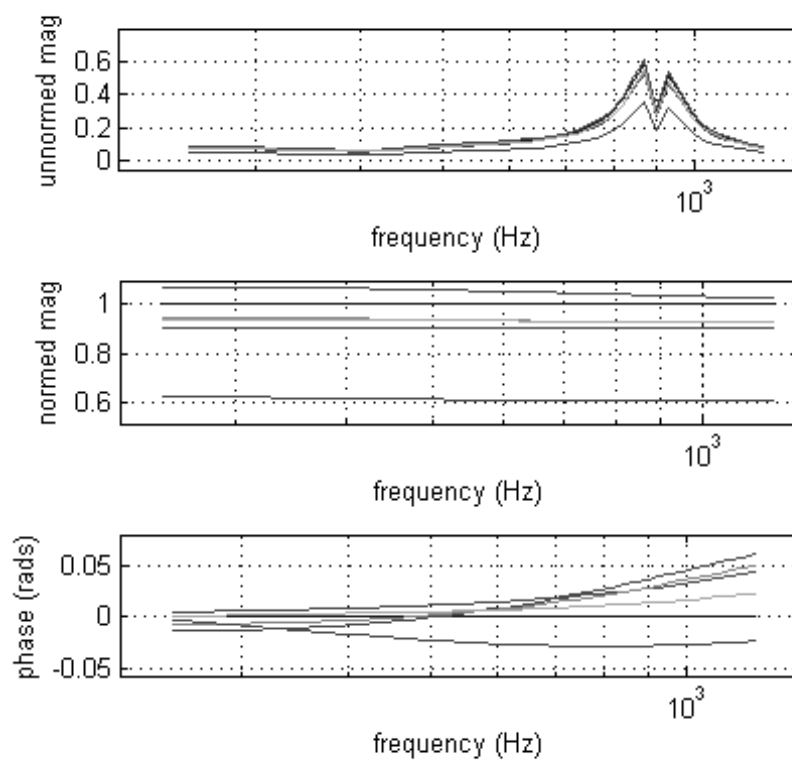 unnormed mag
0.6
0.4
0.2
0
10³
frequency (Hz)
normed mag
1
0.8
0.6
10³
frequency (Hz)
phase (rads)
0.05
0
-0.05
10³
frequency (Hz)